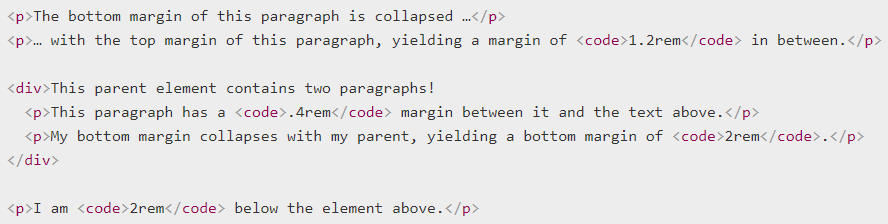 <p>The bottom margin of this paragraph is collapsed …</p>
<p>… with the top margin of this paragraph, yielding a margin of <code>1.2rem</code> in between.</p>
<div>This parent element contains two paragraphs!
<p>This paragraph has a <code>.4rem</code> margin between it and the text above.</p>
<p>My bottom margin collapses with my parent, yielding a bottom margin of <code>2rem</code>.</p>
</div>
<p>I am <code>2rem</code> below the element above.</p>